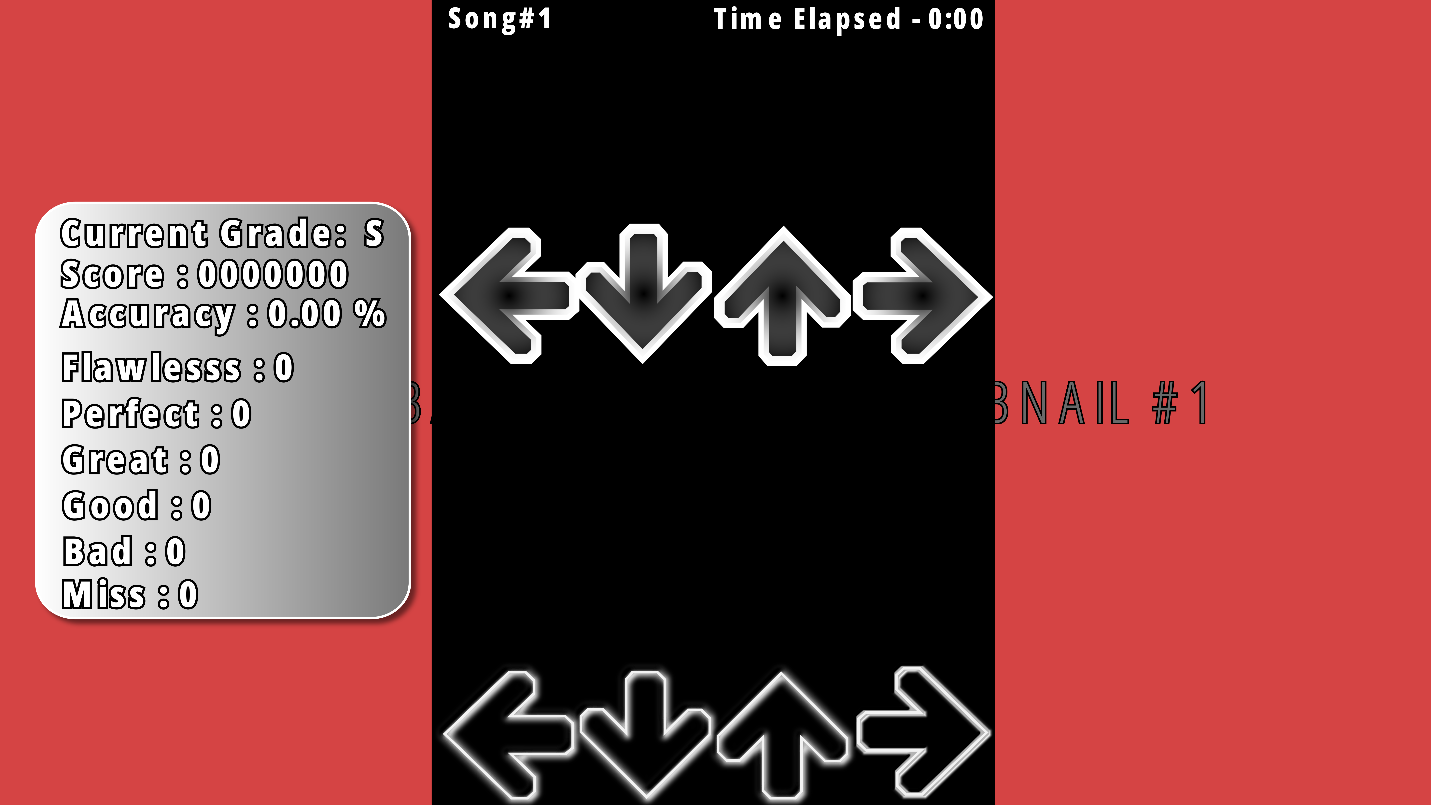 Song#1
Time Elapsed - 0:00
Current Grade: S
Score : 0000000
Accuracy : 0.00 %
Flawlesss : 0
Perfect : 0
Great : 0
Good : 0
Bad : 0
Miss : 0
BNAIL #1